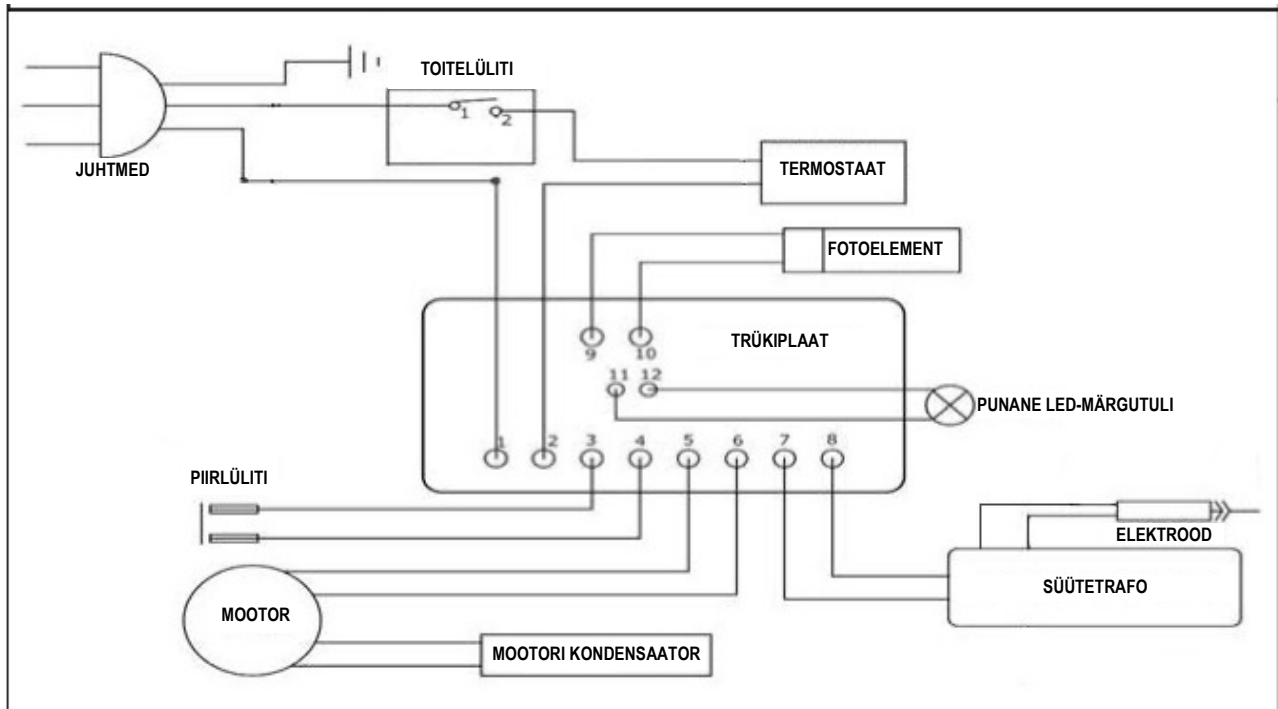 TOITELÜLITI
1
2
JUHTMED
TERMOSTAAT
FOTOELEMENT
TRÜKIPLAAT
9 10
11 12
PUNANE LED-MÄRGUTULI
1 2 3 4 5 6 7 8
PIIRLÜLITI
ELEKTROOD
SÜÜTETRAFO
MOOTOR
MOOTORI KONDENSAATOR